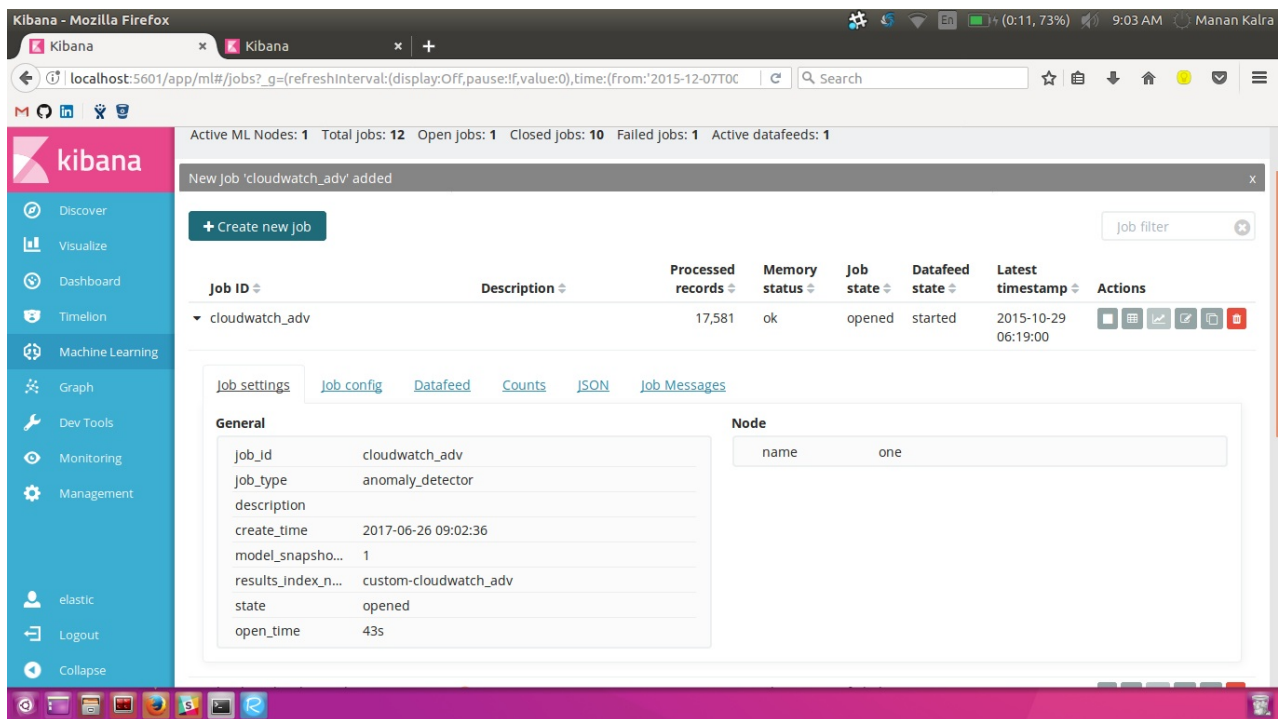 Kibana - Mozilla Firefox
En (0:11, 73%) 9:03 AM Manan Kalra
Kibana × Kibana × +
localhost:5601/app/ml#/jobs?_g=(refreshInterval:(display:Off,pause:!f,value:0),time:(from:'2015-12-07T00 Search
kibana
Discover
Visualize
Dashboard
Timelion
Machine Learning
Graph
Dev Tools
Monitoring
Management
elastic
Logout
Collapse
Active ML Nodes: 1 Total jobs: 12 Open jobs: 1 Closed jobs: 10 Failed jobs: 1 Active datafeeds: 1
New Job 'cloudwatch_adv' added x
+ Create new job Job filter
Job ID Description Processed records Memory status Job state Datafeed state Latest timestamp Actions
cloudwatch_adv 17,581 ok opened started 2015-10-29 06:19:00
Job settings Job config Datafeed Counts JSON Job Messages
General
job_id cloudwatch_adv
job_type anomaly_detector
description
create_time 2017-06-26 09:02:36
model_snapsho... 1
results_index_n... custom-cloudwatch_adv
state opened
open_time 43s
Node
name one